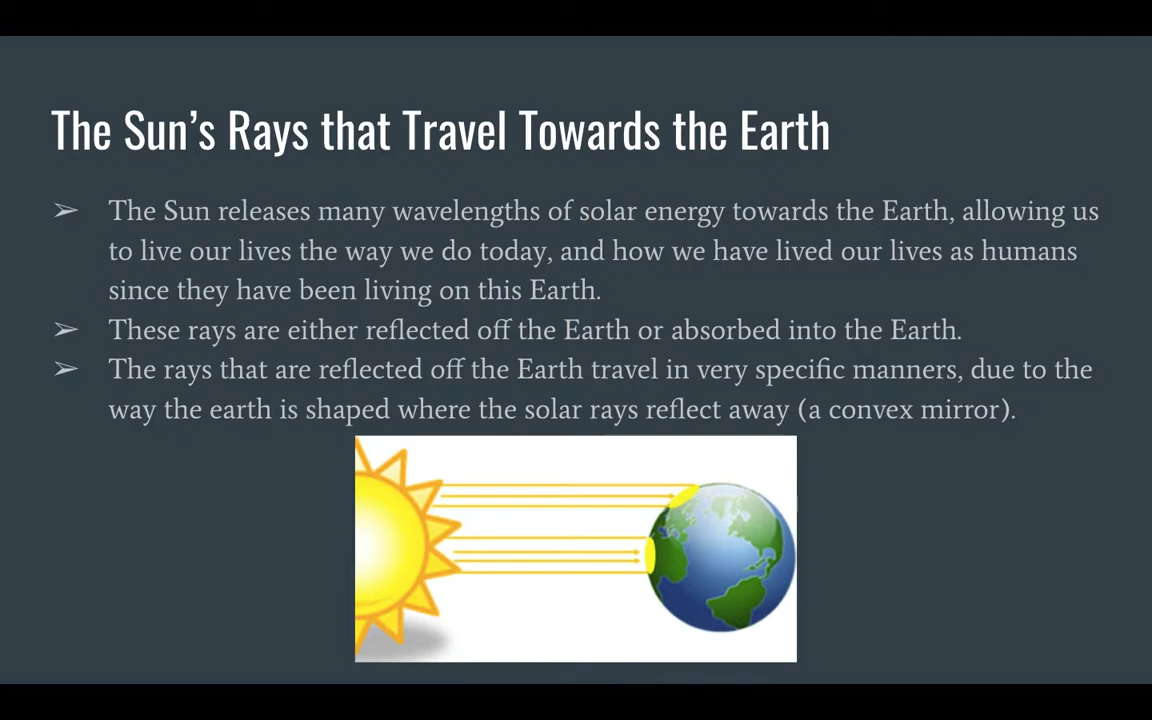 The Sun’s Rays that Travel Towards the Earth
➢ The Sun releases many wavelengths of solar energy towards the Earth, allowing us
to live our lives the way we do today, and how we have lived our lives as humans
since they have been living on this Earth.
➢ These rays are either reflected off the Earth or absorbed into the Earth.
➢ The rays that are reflected off the Earth travel in very specific manners, due to the
way the earth is shaped where the solar rays reflect away (a convex mirror).